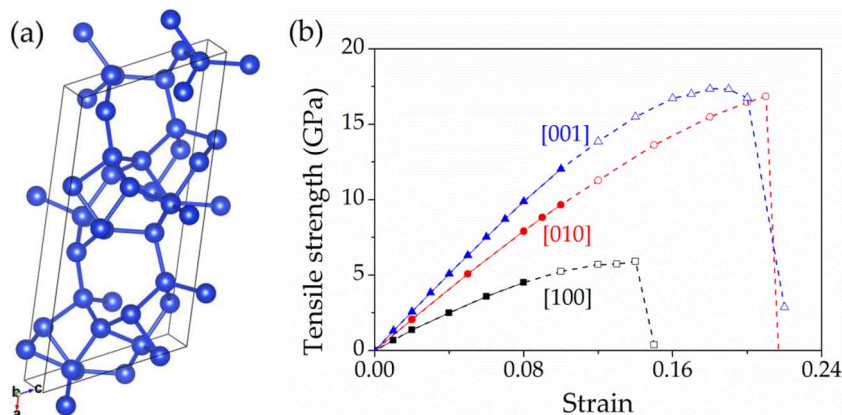 (a)
b c
a
(b)
Tensile strength (GPa)
20
15
10
5
0
[001]
[010]
[100]
0.00 0.08 0.16 0.24
Strain